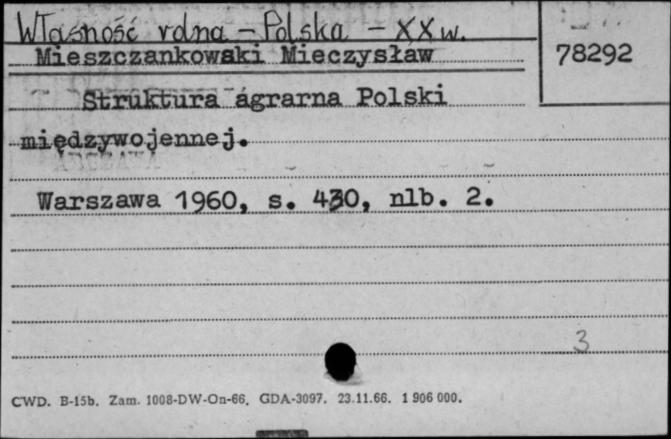 Własność rolna - Polska - XX w.
Mieszczankowski Mieczysław
78292
Struktura agrarna Polski
międzywojennej.
Warszawa 1960, s. 430, nlb. 2.
3
CWD. B-15b. Zam. 1008-DW-On-66. GDA-3097. 23.11.66. 1 906 000.